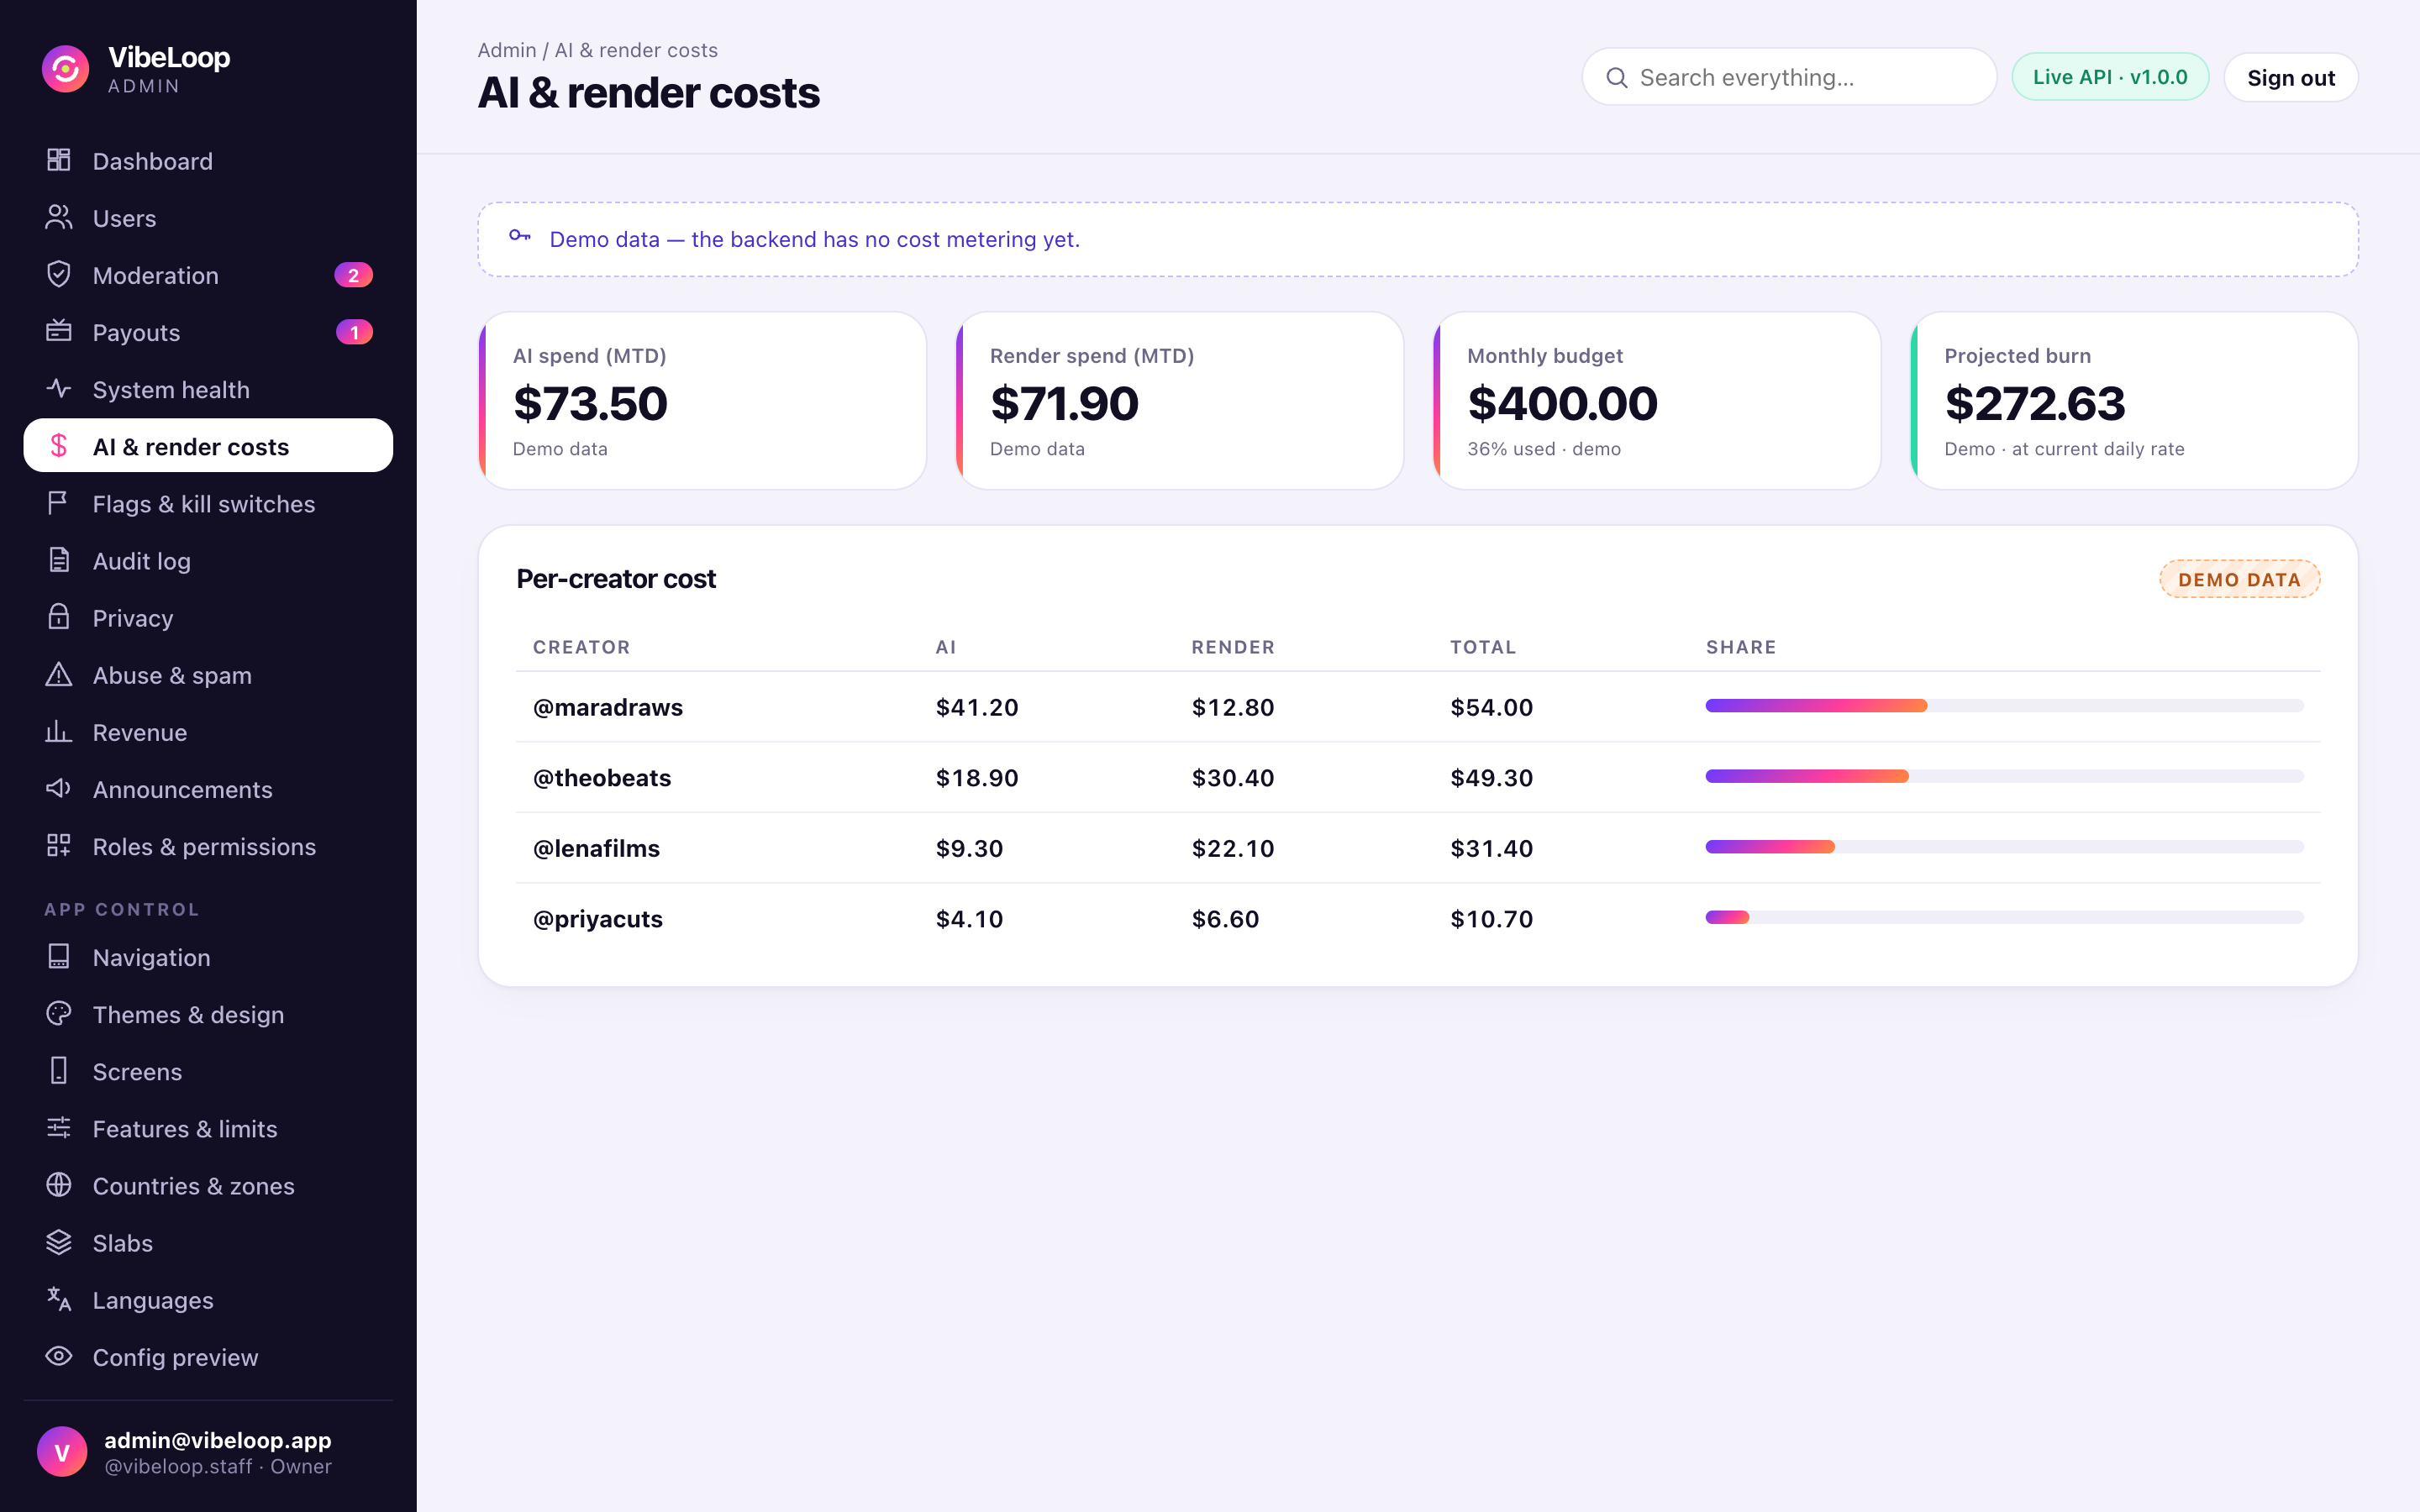 VibeLoop
ADMIN
Dashboard
Users
Moderation 2
Payouts 1
System health
AI & render costs
Flags & kill switches
Audit log
Privacy
Abuse & spam
Revenue
Announcements
Roles & permissions
APP CONTROL
Navigation
Themes & design
Screens
Features & limits
Countries & zones
Slabs
Languages
Config preview
V
admin@vibeloop.app
@vibeloop.staff · Owner
Admin / AI & render costs
AI & render costs
Search everything...
Live API · v1.0.0
Sign out
Demo data — the backend has no cost metering yet.
AI spend (MTD)
$73.50
Demo data
Render spend (MTD)
$71.90
Demo data
Monthly budget
$400.00
36% used · demo
Projected burn
$272.63
Demo · at current daily rate
Per-creator cost
DEMO DATA
CREATOR AI RENDER TOTAL SHARE
@maradraws $41.20 $12.80 $54.00
@theobeats $18.90 $30.40 $49.30
@lenafilms $9.30 $22.10 $31.40
@priyacuts $4.10 $6.60 $10.70